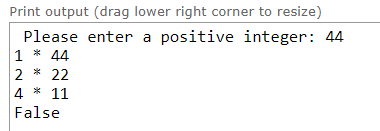 Print output (drag lower right corner to resize)
Please enter a positive integer: 44
1 * 44
2 * 22
4 * 11
False